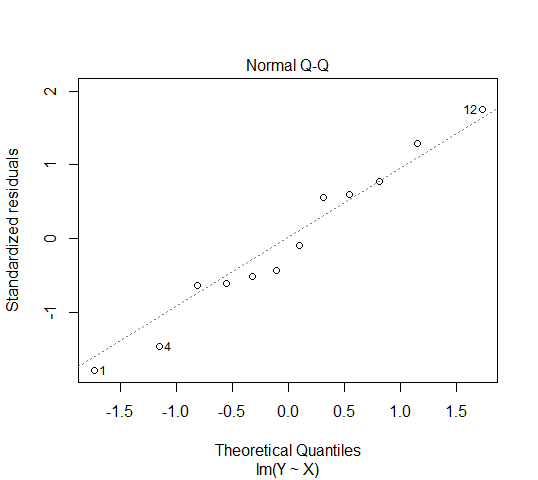 Normal Q-Q
Standardized residuals
2
1
0
-1
12
4
1
-1.5 -1.0 -0.5 0.0 0.5 1.0 1.5
Theoretical Quantiles
lm(Y ~ X)